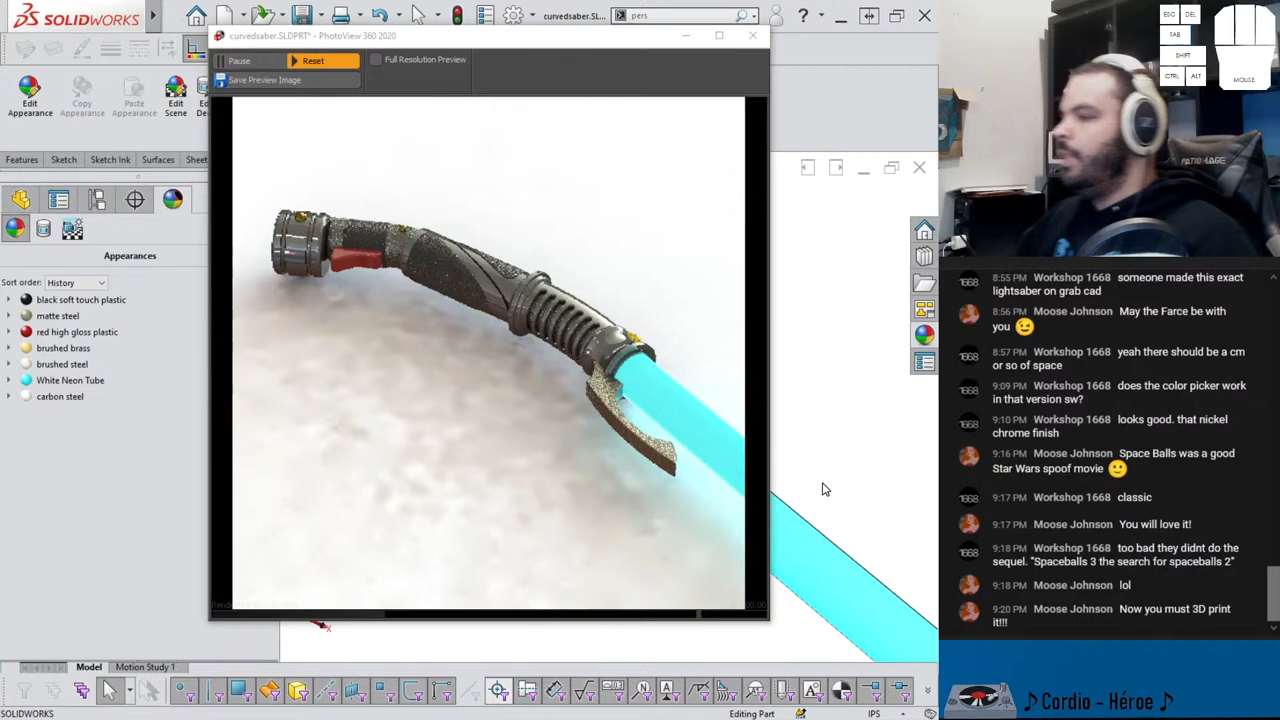 SOLIDWORKS
curvedsaber.SL...
pers
curvedsaber.SLDPRT* - PhotoView 360 2020
Pause
Reset
Full Resolution Preview
Save Preview Image
Edit Appearance
Copy Appearance
Paste Appearance
Edit Scene
Features
Sketch
Sketch Ink
Surfaces
Sheet
Appearances
Sort order:
History
black soft touch plastic
matte steel
red high gloss plastic
brushed brass
brushed steel
White Neon Tube
carbon steel
x
Model
Motion Study 1
SOLIDWORKS
Editing Part
IPS
ESC
DEL
TAB
SHIFT
CTRL
ALT
MOUSE
8:55 PM Workshop 1668 someone made this exact
lightsaber on grab cad
8:56 PM Moose Johnson May the Farce be with
you 😉
8:57 PM Workshop 1668 yeah there should be a cm
or so of space
9:09 PM Workshop 1668 does the color picker work
in that version sw?
9:10 PM Workshop 1668 looks good. that nickel
chrome finish
9:16 PM Moose Johnson Space Balls was a good
Star Wars spoof movie 🙂
9:17 PM Workshop 1668 classic
9:17 PM Moose Johnson You will love it!
9:18 PM Workshop 1668 too bad they didnt do the
sequel. "Spaceballs 3 the search for spaceballs 2"
9:18 PM Moose Johnson lol
9:20 PM Moose Johnson Now you must 3D print
it!!!
♪ Cordio - Héroe ♪